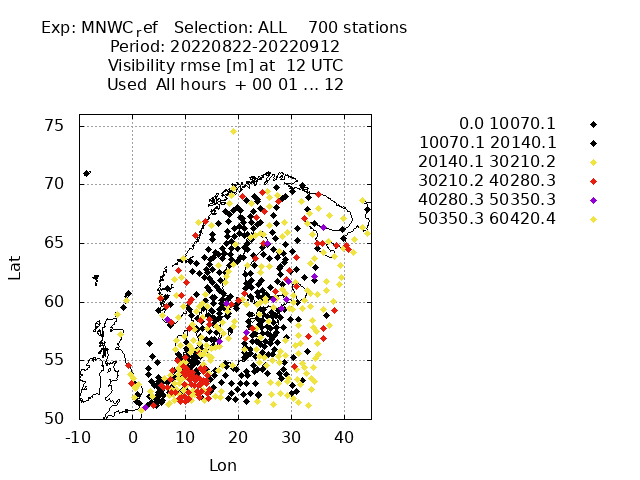 Exp: MNWCref Selection: ALL 700 stations
Period: 20220822-20220912
Visibility rmse [m] at 12 UTC
Used All hours + 00 01 ... 12
0.0 10070.1
10070.1 20140.1
20140.1 30210.2
30210.2 40280.3
40280.3 50350.3
50350.3 60420.4
75
70
65
60
55
50
Lat
-10 0 10 20 30 40
Lon